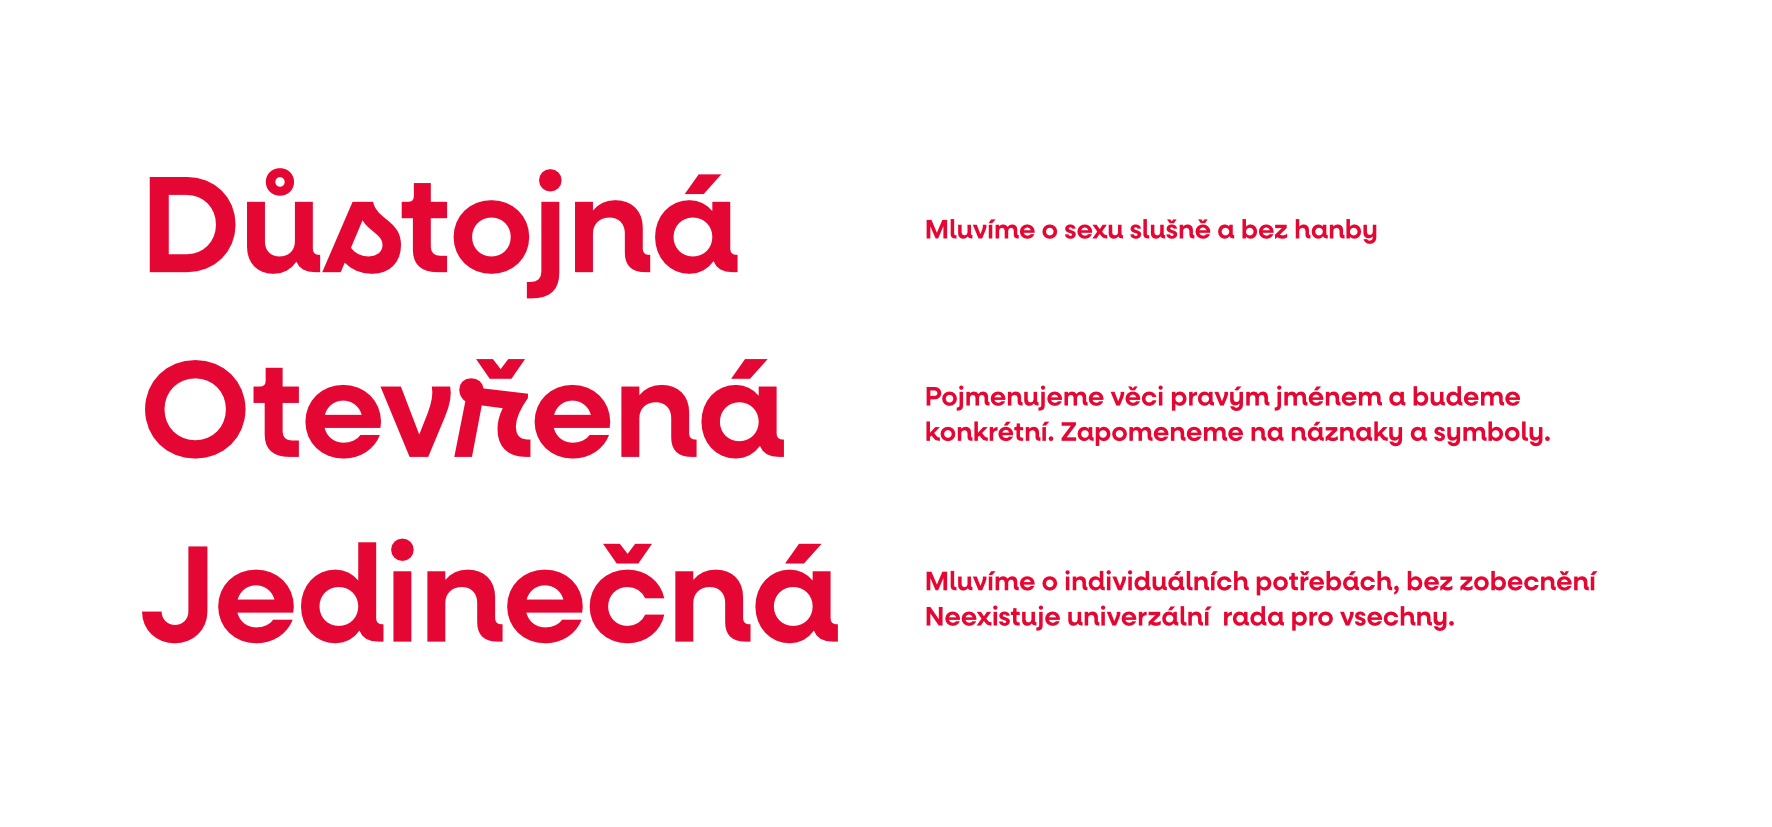 Důstojná
Mluvíme o sexu slušně a bez hanby
Otevřená
Pojmenujeme věci pravým jménem a budeme
konkrétní. Zapomeneme na náznaky a symboly.
Jedinečná
Mluvíme o individuálních potřebách, bez zobecnění
Neexistuje univerzální  rada pro vsechny.